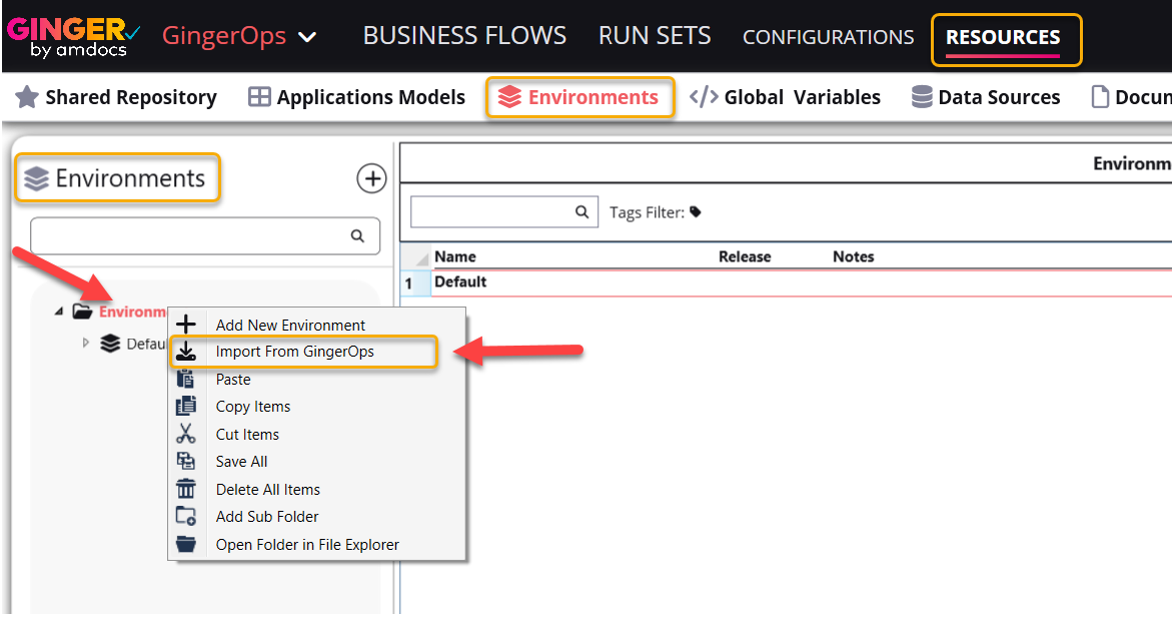 GINGER
by amdocs
GingerOps BUSINESS FLOWS RUN SETS CONFIGURATIONS RESOURCES
Shared Repository Applications Models Environments </> Global Variables Data Sources Docum
Environments
Environm
Tags Filter:
Name Release Notes
1 Default
Environm
Defau
Add New Environment
Import From GingerOps
Paste
Copy Items
Cut Items
Save All
Delete All Items
Add Sub Folder
Open Folder in File Explorer